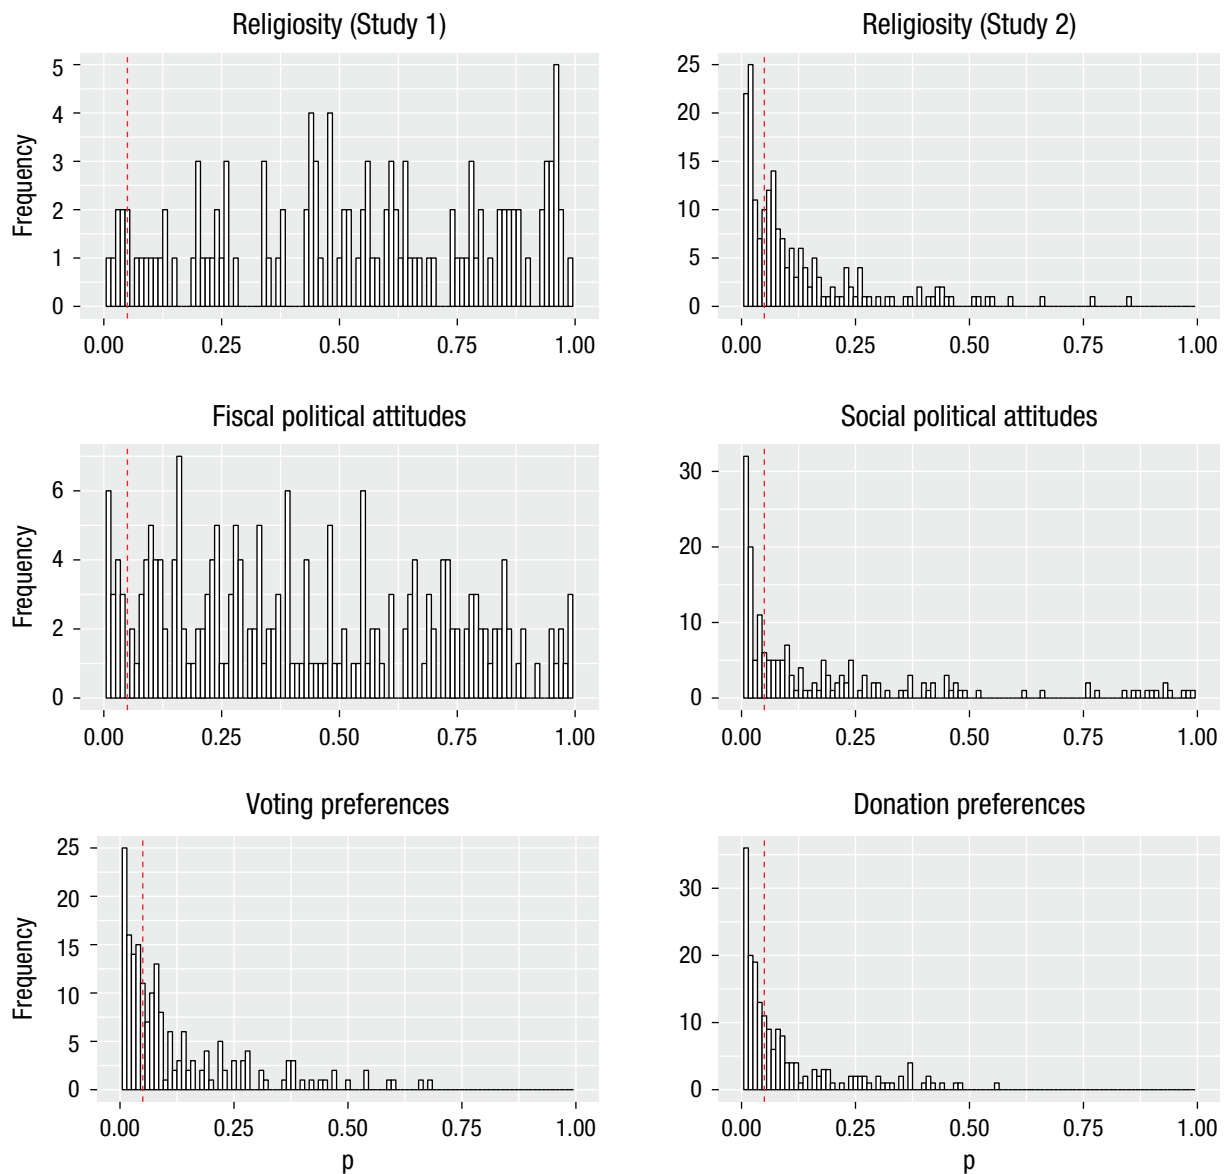 Religiosity (Study 1)
Frequency
5
4
3
2
1
0
0.00 0.25 0.50 0.75 1.00
Religiosity (Study 2)
25
20
15
10
5
0
0.00 0.25 0.50 0.75 1.00
Fiscal political attitudes
Frequency
6
4
2
0
0.00 0.25 0.50 0.75 1.00
Social political attitudes
30
20
10
0
0.00 0.25 0.50 0.75 1.00
Voting preferences
Frequency
25
20
15
10
5
0
0.00 0.25 0.50 0.75 1.00
p
Donation preferences
30
20
10
0
0.00 0.25 0.50 0.75 1.00
p